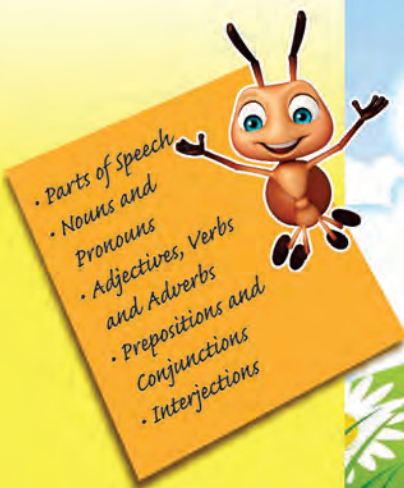 • Parts of Speech
• Nouns and
Pronouns
• Adjectives, Verbs
and Adverbs
• Prepositions and
Conjunctions
• Interjections